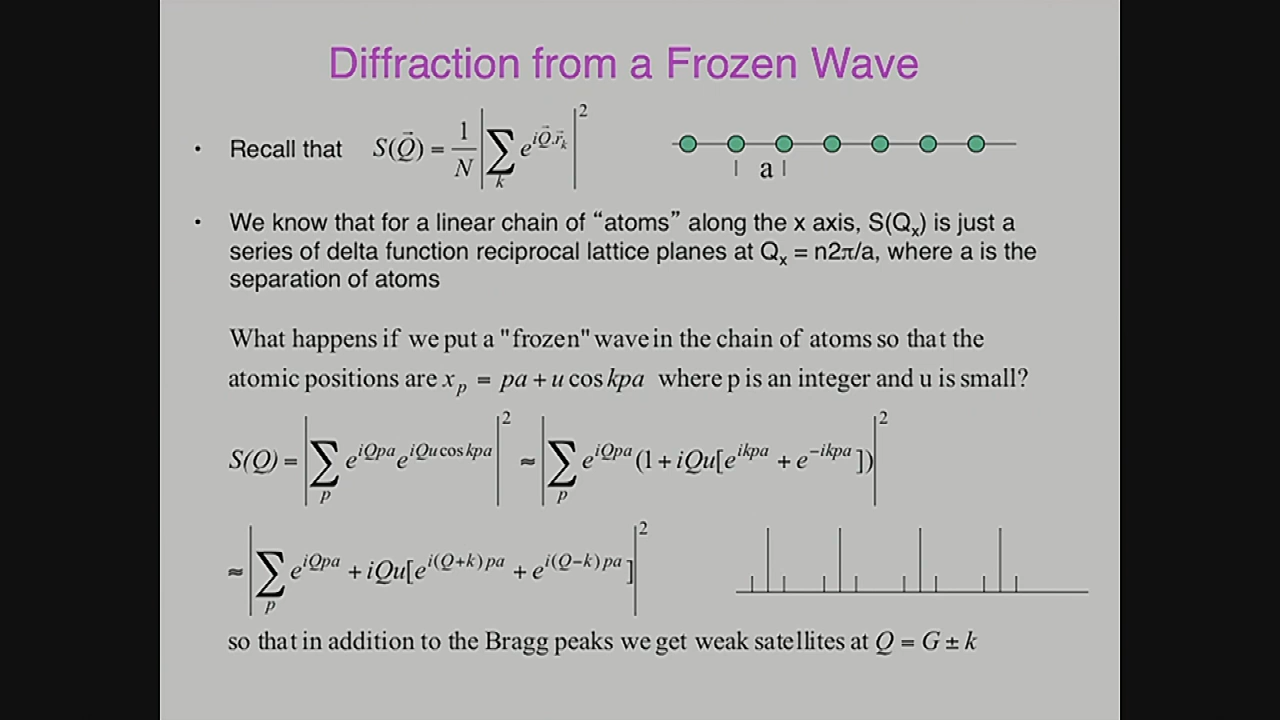 Diffraction from a Frozen Wave
• Recall that S(Q⃗) = 1/N |∑_k e^{iQ⃗.r⃗_k}|^2
a
• We know that for a linear chain of “atoms” along the x axis, S(Q_x) is just a
series of delta function reciprocal lattice planes at Q_x = n2π/a, where a is the
separation of atoms
What happens if we put a "frozen" wave in the chain of atoms so that the
atomic positions are x_p = pa + u cos kpa where p is an integer and u is small?
S(Q) = |∑_p e^{iQpa} e^{iQu cos kpa}|^2 ≈ |∑_p e^{iQpa} (1 + iQu[e^{ikpa} + e^{-ikpa}])|^2
≈ |∑_p e^{iQpa} + iQu[e^{i(Q+k)pa} + e^{i(Q-k)pa}]|^2
so that in addition to the Bragg peaks we get weak satellites at Q = G ± k